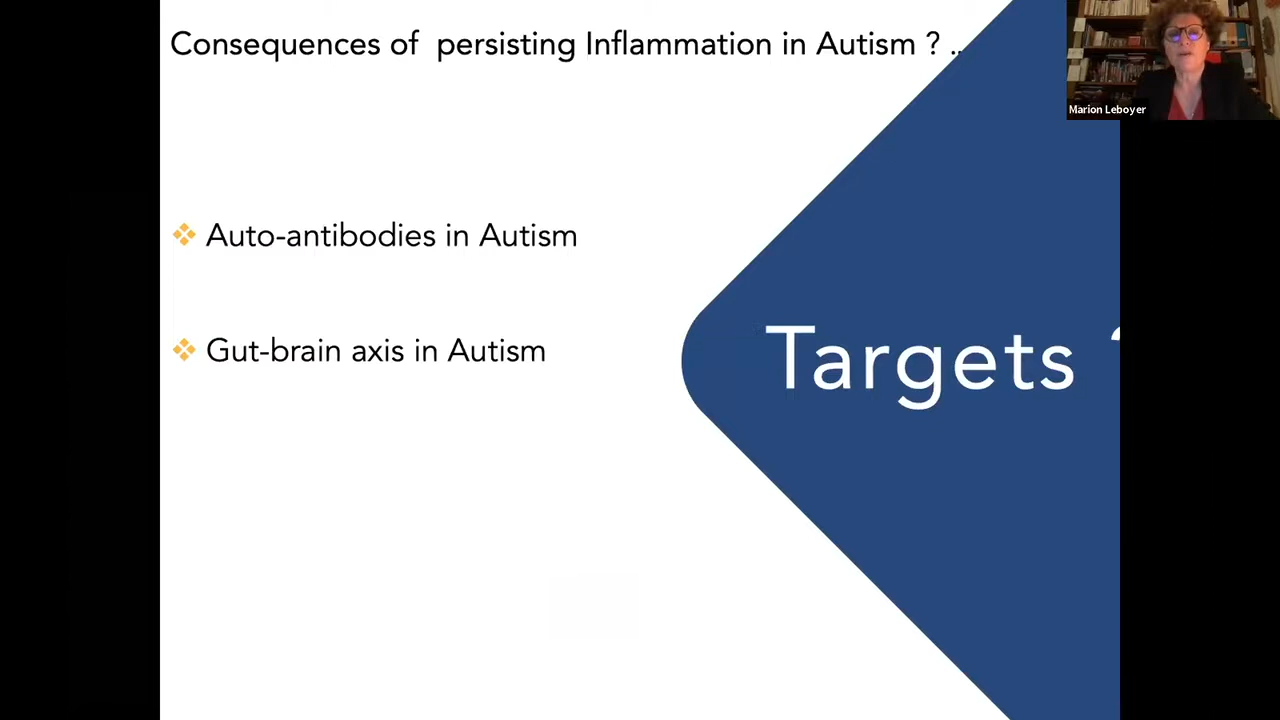 Consequences of persisting Inflammation in Autism ? ..
Marion Leboyer
Auto-antibodies in Autism
Gut-brain axis in Autism
Targets ?